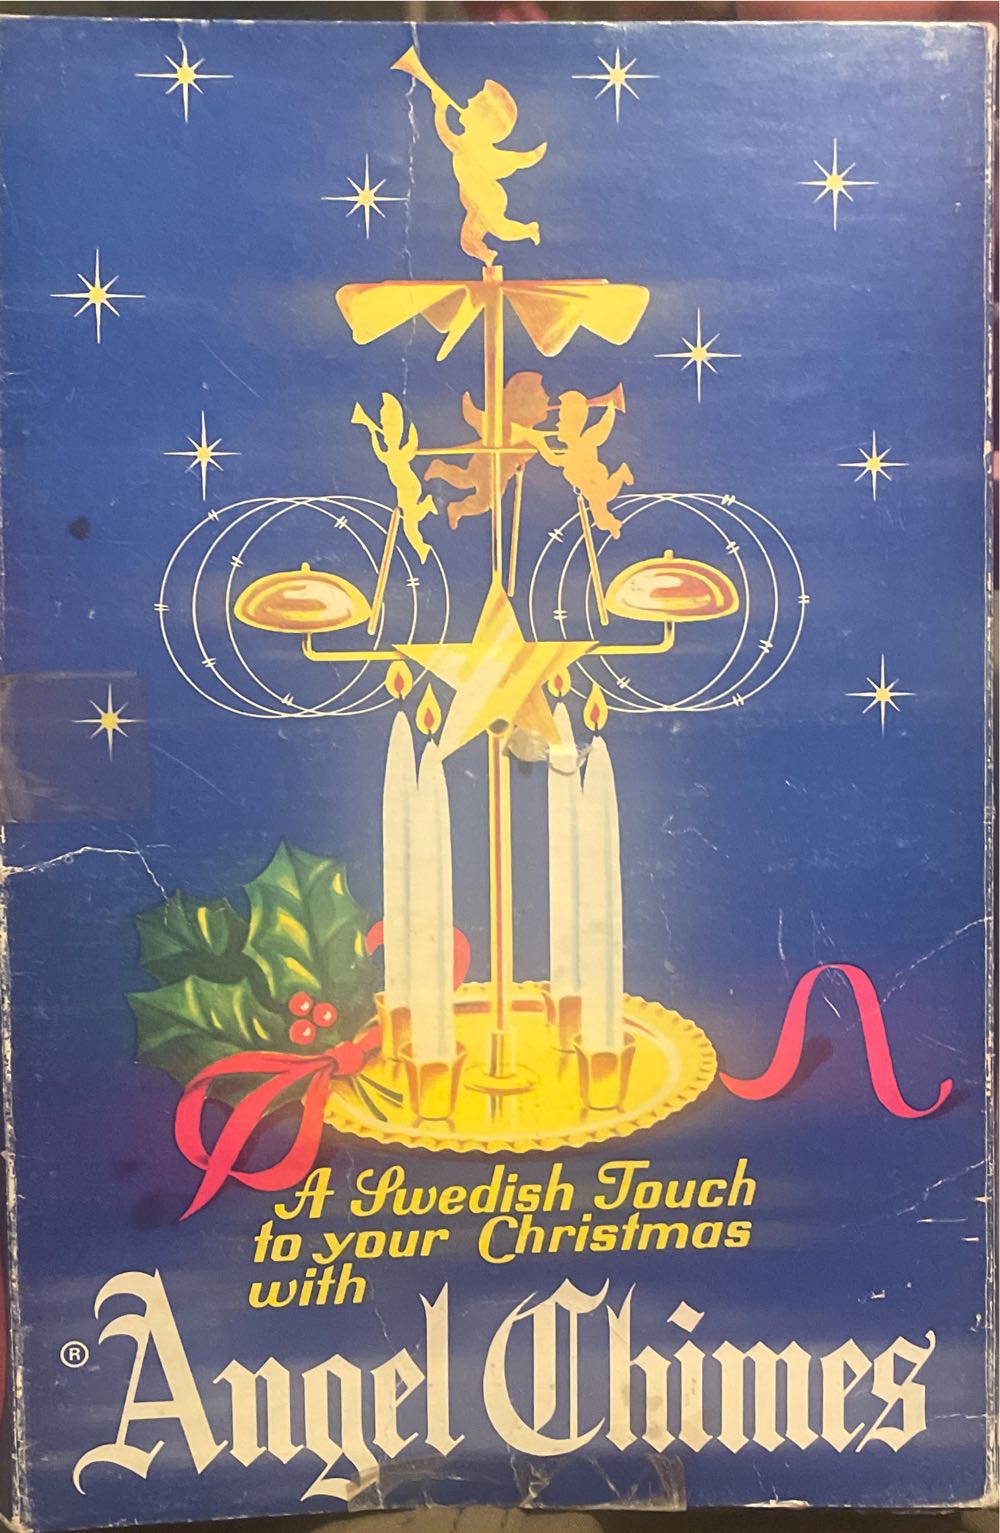 A Swedish Touch
to your Christmas
with
® Angel Chimes